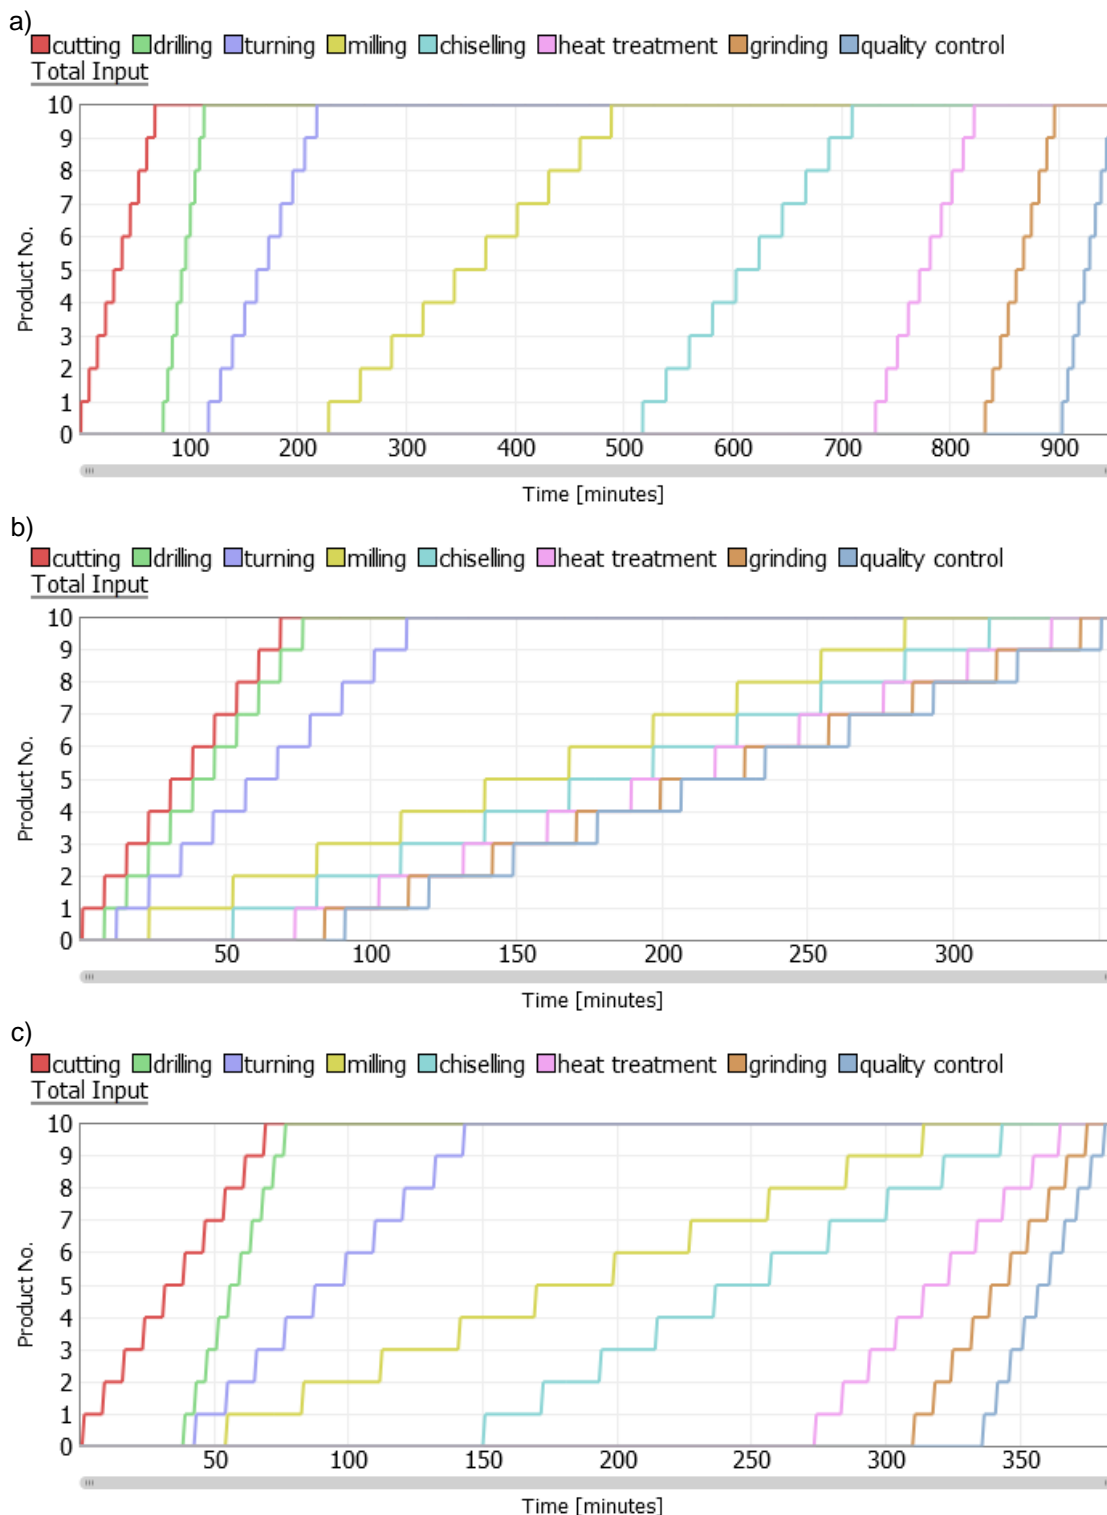 a)
cutting drilling turning milling chiselling heat treatment grinding quality control
Total Input
10
9
8
7
6
5
4
3
2
1
0
Product No.
100 200 300 400 500 600 700 800 900
Time [minutes]
b)
cutting drilling turning milling chiselling heat treatment grinding quality control
Total Input
10
9
8
7
6
5
4
3
2
1
0
Product No.
50 100 150 200 250 300
Time [minutes]
c)
cutting drilling turning milling chiselling heat treatment grinding quality control
Total Input
10
9
8
7
6
5
4
3
2
1
0
Product No.
50 100 150 200 250 300 350
Time [minutes]